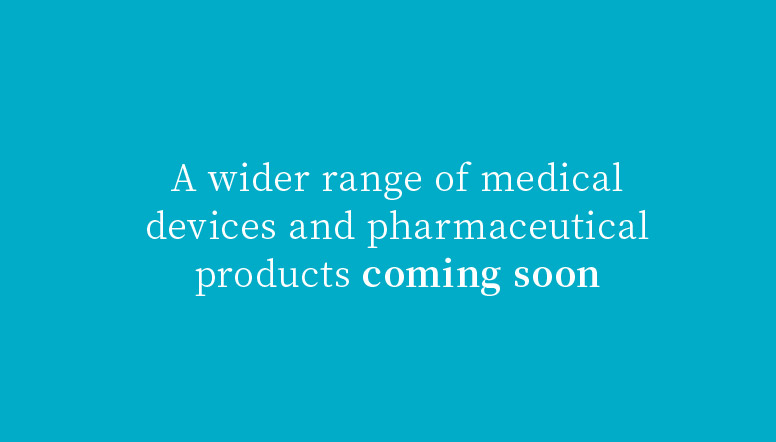 A wider range of medical
devices and pharmaceutical
products coming soon